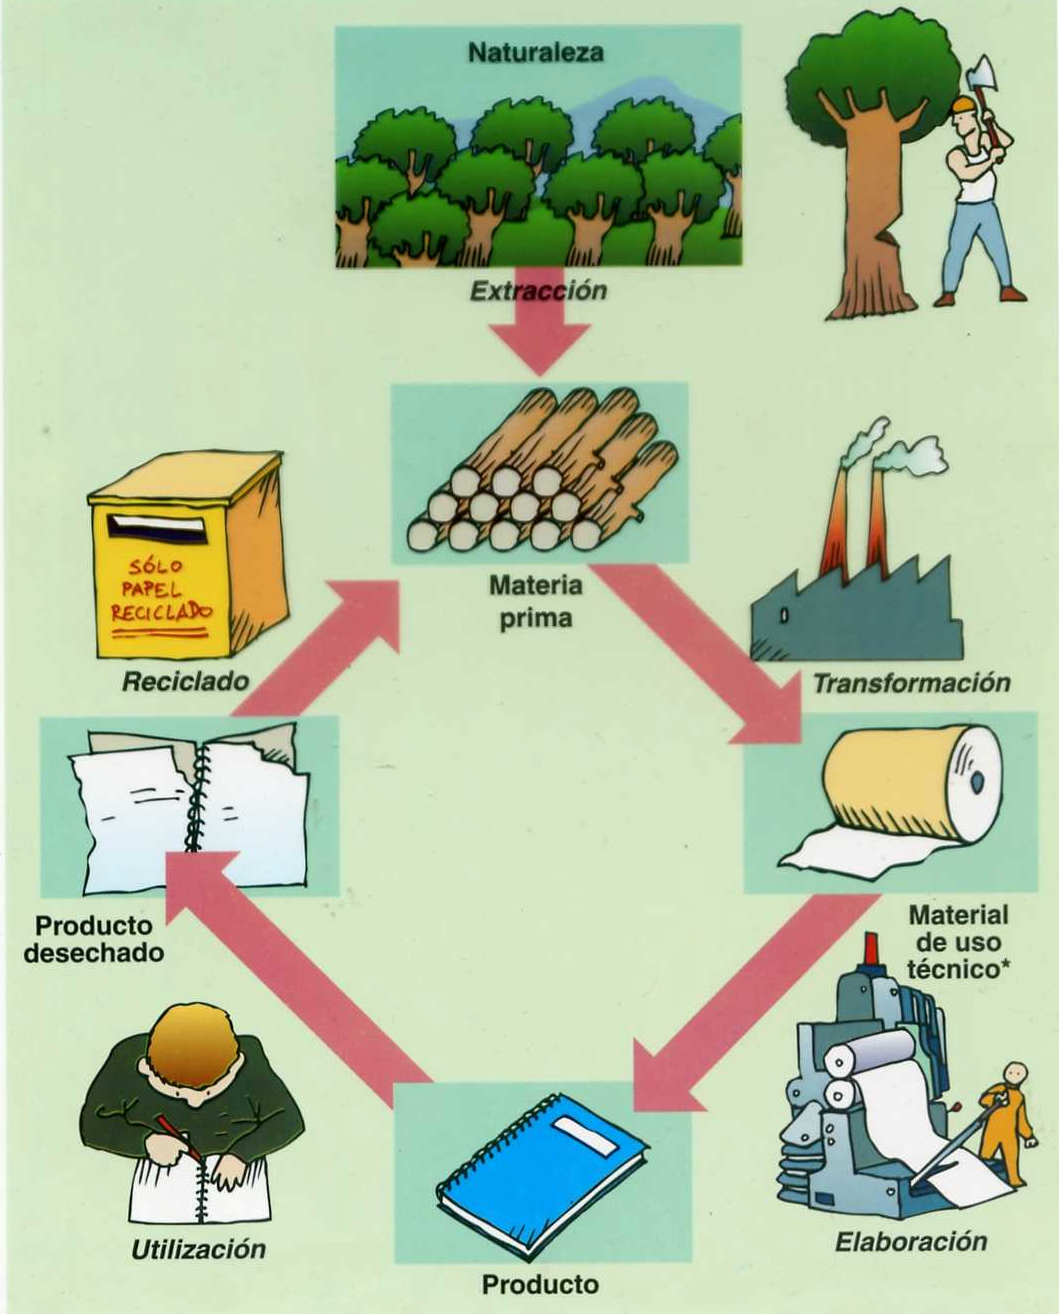 Naturaleza
Extracción
Materia
prima
SÓLO
PAPEL
RECICLADO
Reciclado
Transformación
Material
de uso
técnico*
Producto
desechado
Utilización
Elaboración
Producto